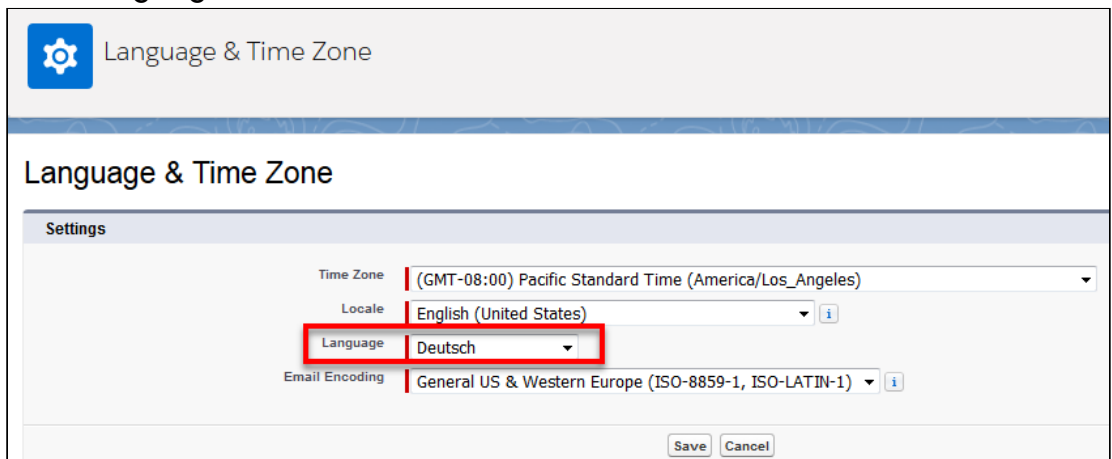 Language & Time Zone
Language & Time Zone
Settings
Time Zone (GMT-08:00) Pacific Standard Time (America/Los_Angeles)
Locale English (United States) i
Language Deutsch
Email Encoding General US & Western Europe (ISO-8859-1, ISO-LATIN-1) i
Save Cancel